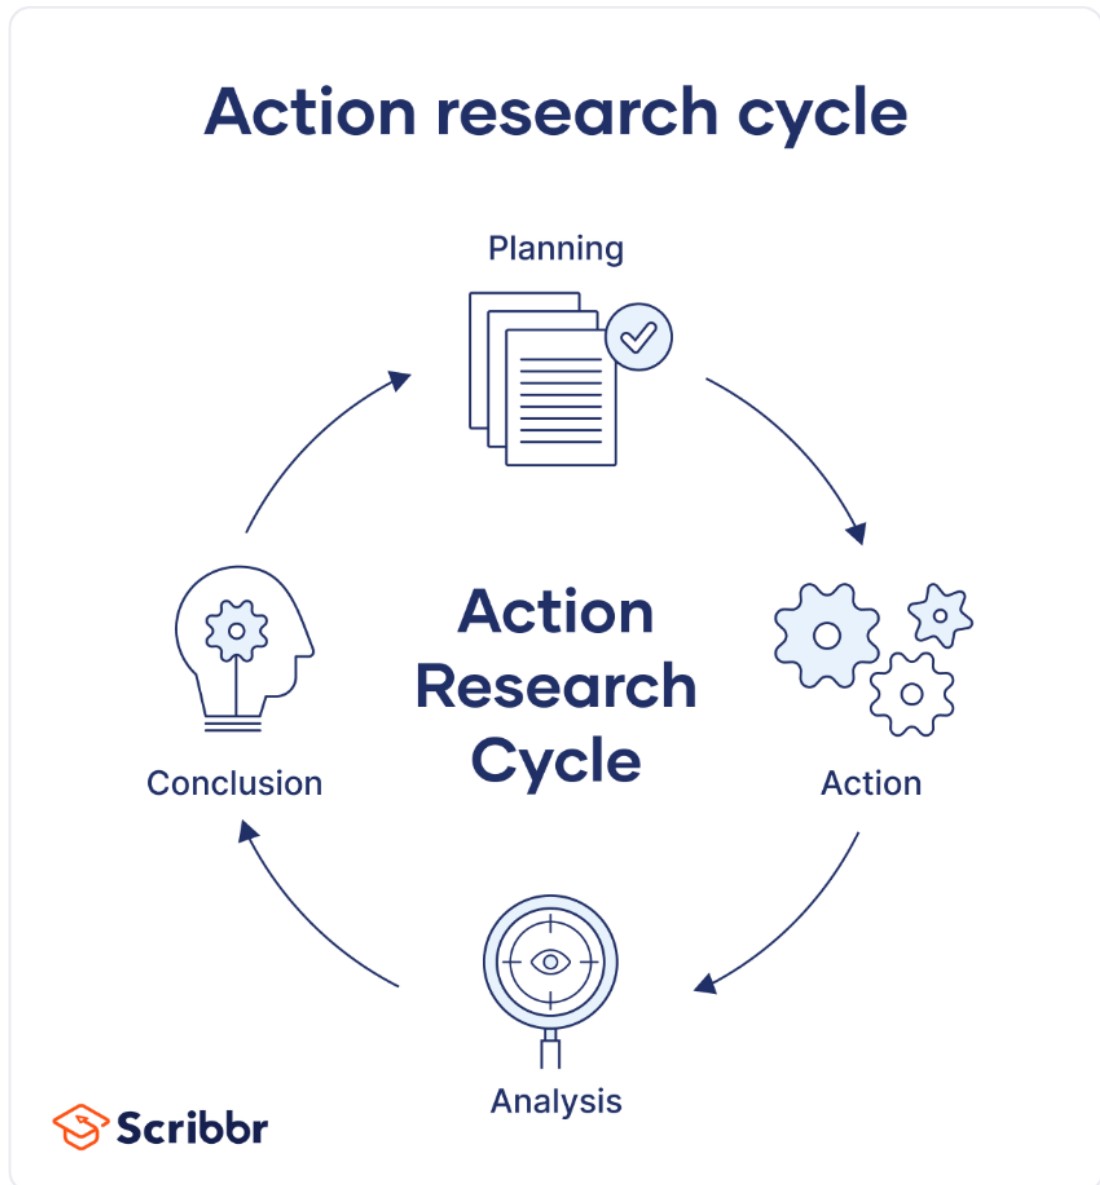 Action research cycle
Planning
Action
Research
Cycle
Conclusion
Action
Analysis
Scribbr